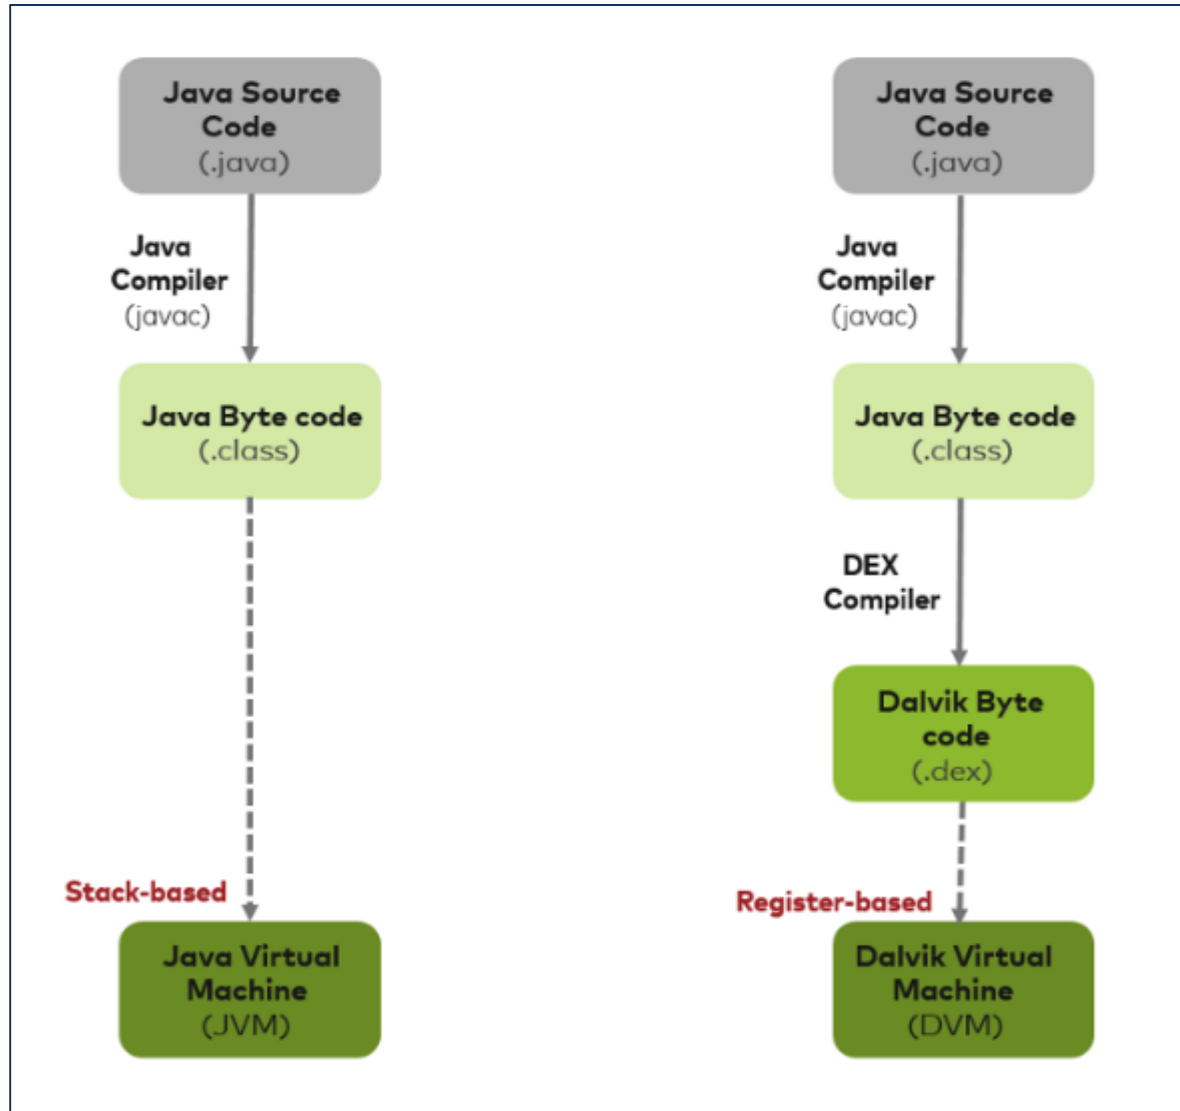 Java Source
Code
(.java)
Java
Compiler
(javac)
Java Byte code
(.class)
Stack-based
Java Virtual
Machine
(JVM)
Java Source
Code
(.java)
Java
Compiler
(javac)
Java Byte code
(.class)
DEX
Compiler
Dalvik Byte
code
(.dex)
Register-based
Dalvik Virtual
Machine
(DVM)